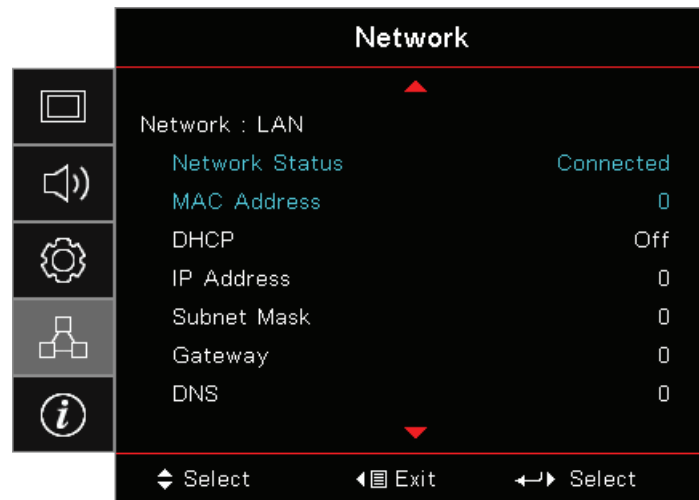 Network
Network : LAN
Network Status Connected
MAC Address 0
DHCP Off
IP Address 0
Subnet Mask 0
Gateway 0
DNS 0
Select Exit Select